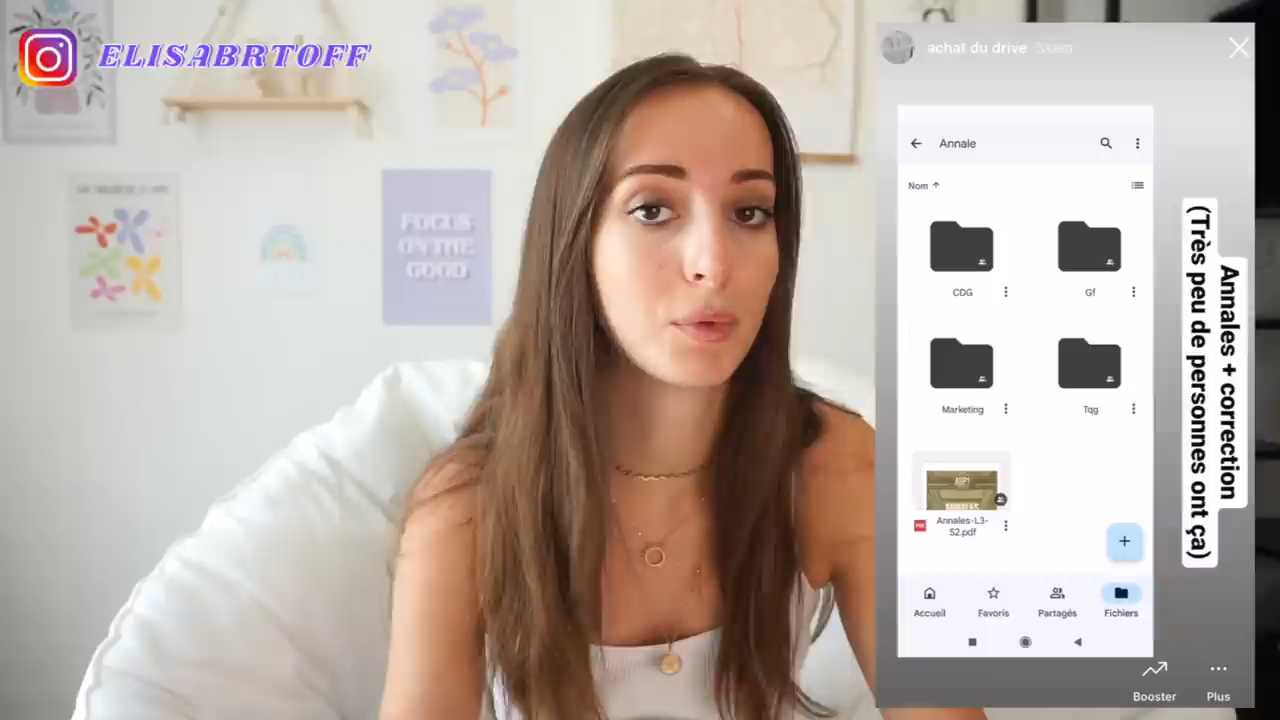 ELISABRTOFF
FOCUS
ON THE
GOOD
achat du drive 3sem
Annale
Nom
CDG
Gf
Marketing
Tqg
Annales-L3-
S2.pdf
Accueil
Favoris
Partagés
Fichiers
Annales + correction
(Très peu de personnes ont ça)
Booster
Plus